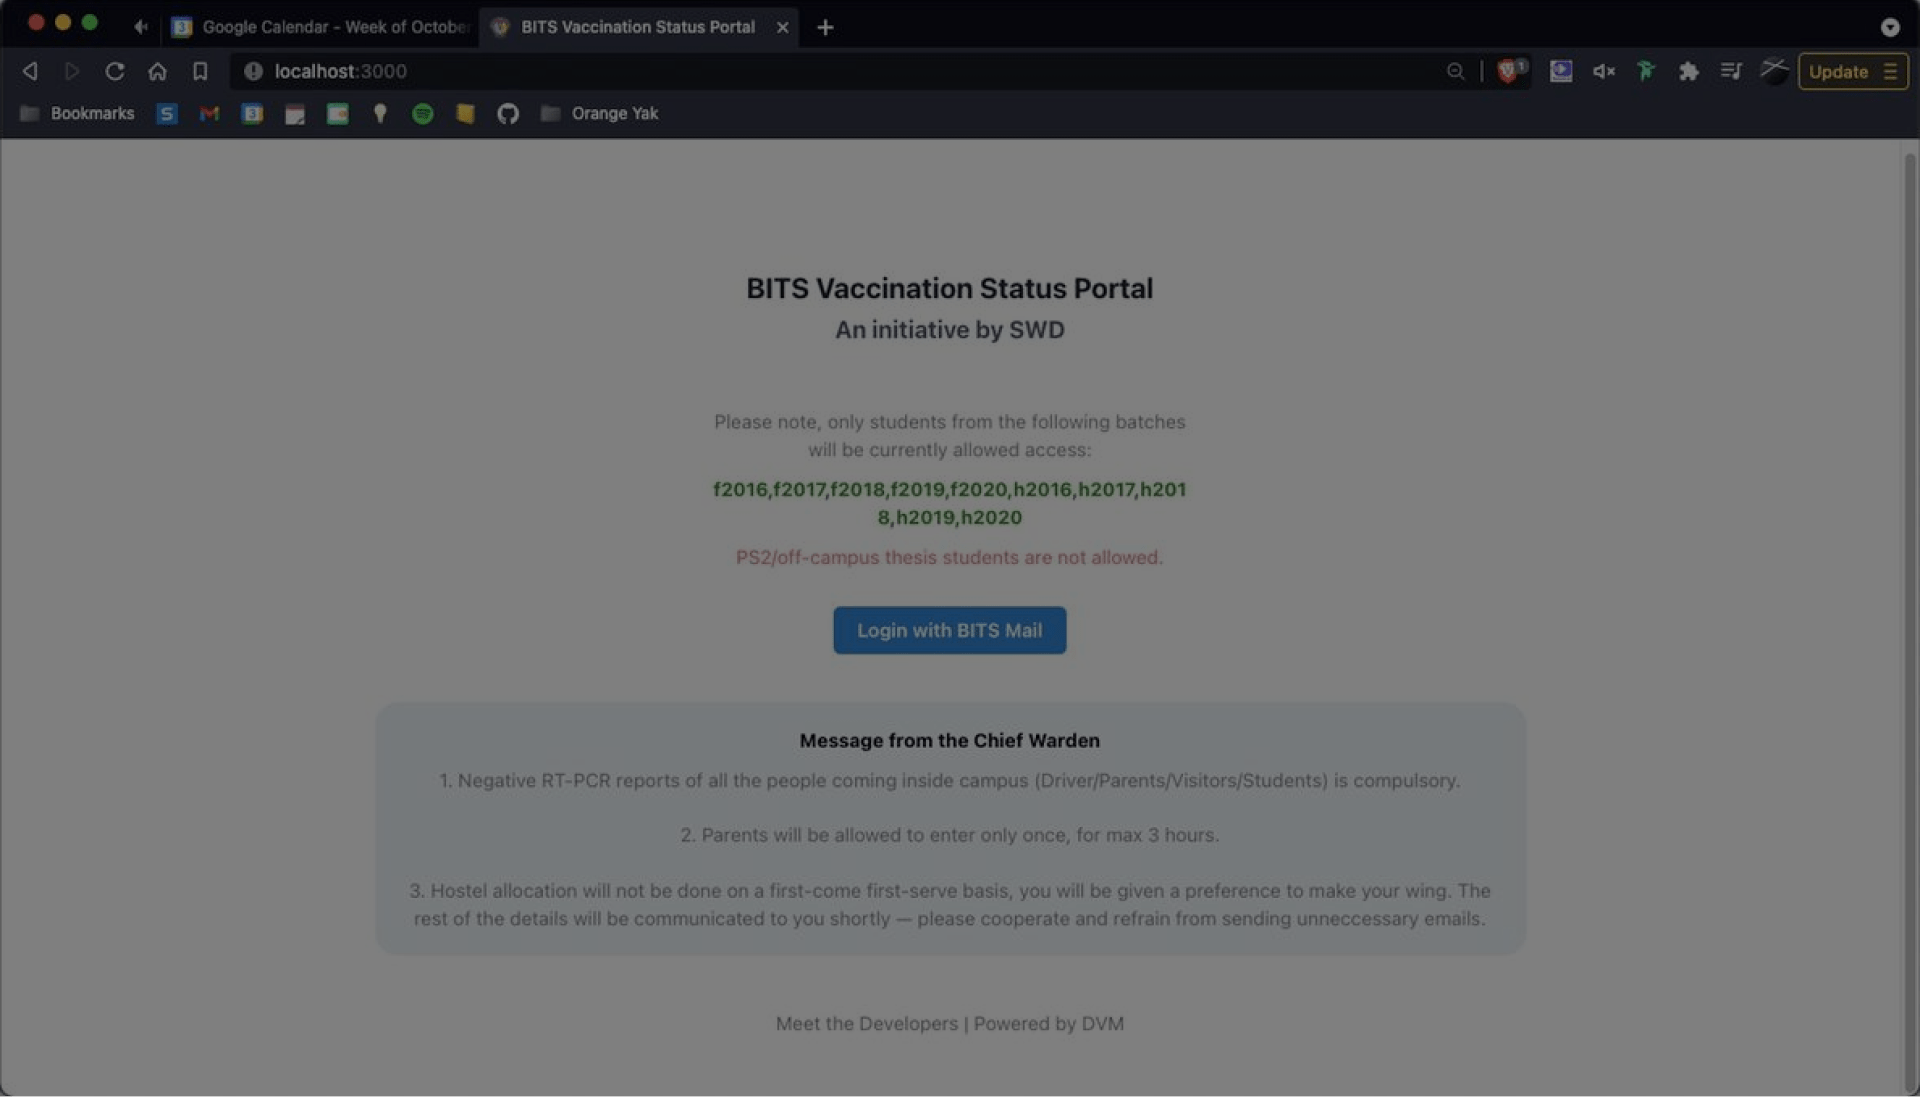 Google Calendar - Week of Octobe
BITS Vaccination Status Portal
localhost:3000
1
Update
Bookmarks
S
3
Orange Yak
BITS Vaccination Status Portal
An initiative by SWD
Please note, only students from the following batches
will be currently allowed access:
f2016,f2017,f2018,f2019,f2020,h2016,h2017,h201
8,h2019,h2020
PS2/off-campus thesis students are not allowed.
Login with BITS Mail
Message from the Chief Warden
1. Negative RT-PCR reports of all the people coming inside campus (Driver/Parents/Visitors/Students) is compulsory.
2. Parents will be allowed to enter only once, for max 3 hours.
3. Hostel allocation will not be done on a first-come first-serve basis, you will be given a preference to make your wing. The
rest of the details will be communicated to you shortly — please cooperate and refrain from sending unneccessary emails.
Meet the Developers | Powered by DVM